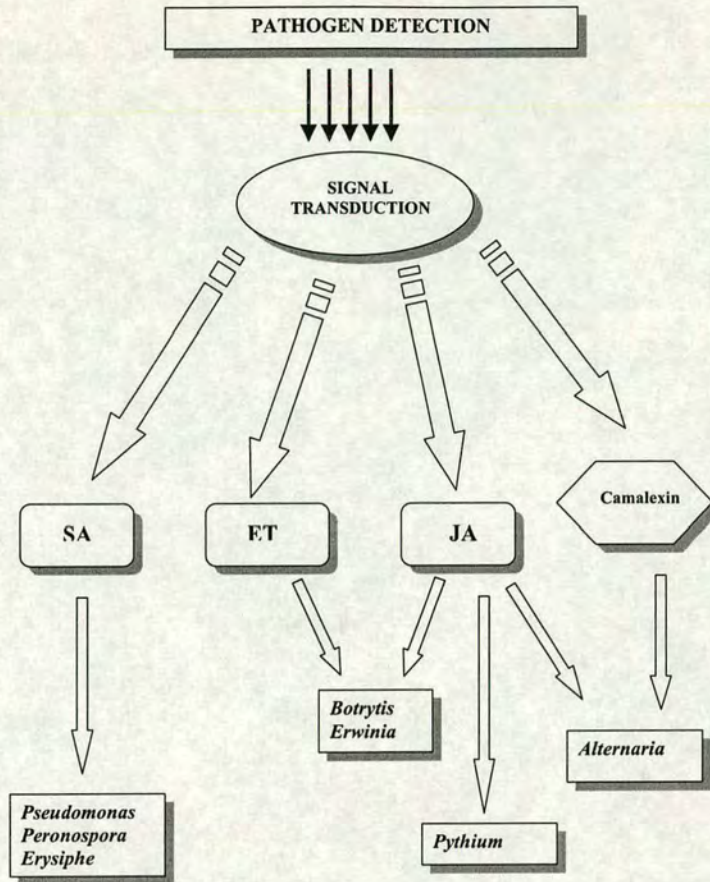 PATHOGEN DETECTION
SIGNAL
TRANSDUCTION
SA
ET
JA
Camalexin
Botrytis
Erwinia
Alternaria
Pseudomonas
Peronospora
Erysiphe
Pythium